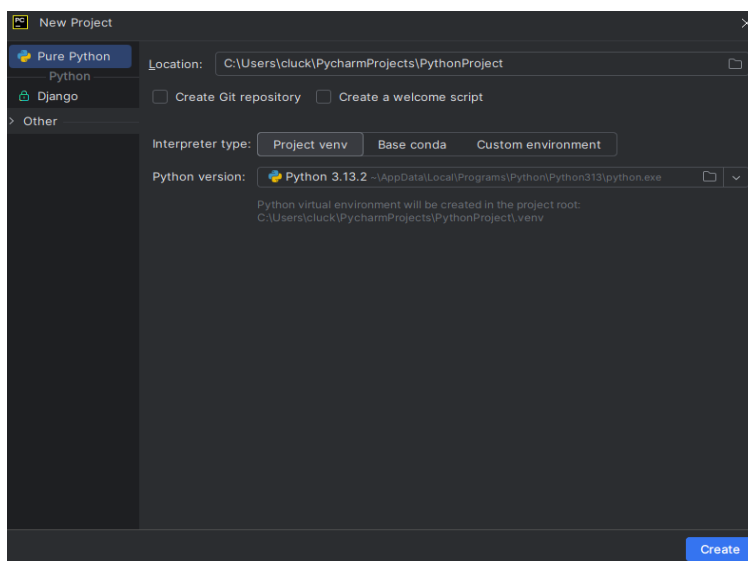 PC New Project
Pure Python
Python
Django
Other
Location: C:\Users\cluck\PycharmProjects\PythonProject
Create Git repository Create a welcome script
Interpreter type: Project venv Base conda Custom environment
Python version: Python 3.13.2 ~\AppData\Local\Programs\Python\Python313\python.exe
Python virtual environment will be created in the project root:
C:\Users\cluck\PycharmProjects\PythonProject\.venv
Create